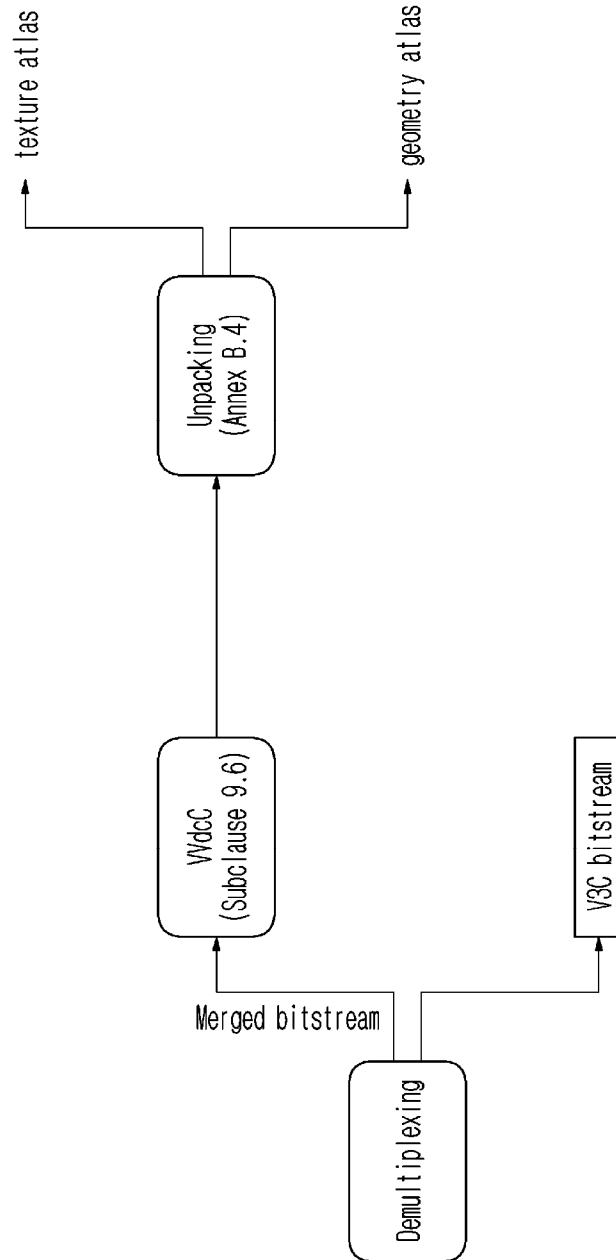 Demultiplexing
Merged bitstream
VVdcC
(Subclause 9.6)
V3C bitstream
Unpacking
(Annex B.4)
texture atlas
geometry atlas